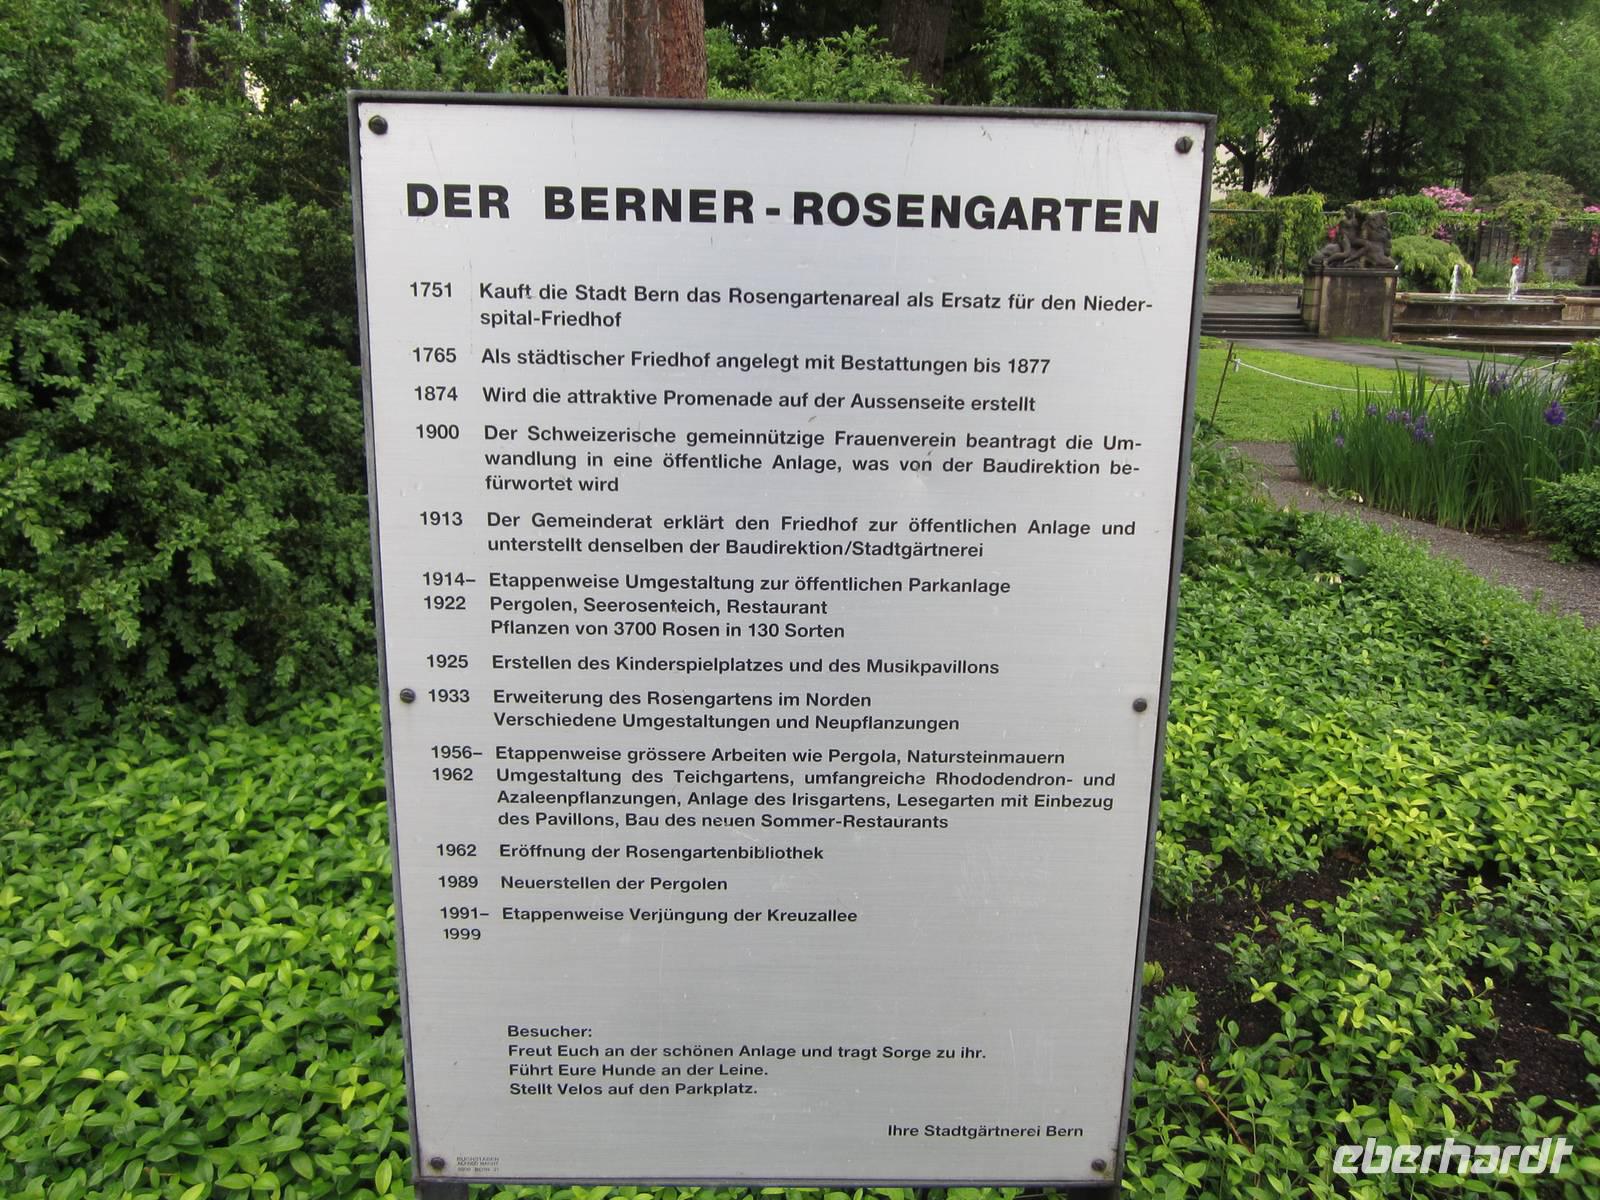 DER BERNER-ROSENGARTEN
1751 Kauft die Stadt Bern das Rosengartenareal als Ersatz für den Nieder-
spital-Friedhof
1765 Als städtischer Friedhof angelegt mit Bestattungen bis 1877
1874 Wird die attraktive Promenade auf der Aussenseite erstellt
1900 Der Schweizerische gemeinnützige Frauenverein beantragt die Um-
wandlung in eine öffentliche Anlage, was von der Baudirektion be-
fürwortet wird
1913 Der Gemeinderat erklärt den Friedhof zur öffentlichen Anlage und
unterstellt denselben der Baudirektion/Stadtgärtnerei
1914– Etappenweise Umgestaltung zur öffentlichen Parkanlage
1922 Pergolen, Seerosenteich, Restaurant
Pflanzen von 3700 Rosen in 130 Sorten
1925 Erstellen des Kinderspielplatzes und des Musikpavillons
1933 Erweiterung des Rosengartens im Norden
Verschiedene Umgestaltungen und Neupflanzungen
1956– Etappenweise grössere Arbeiten wie Pergola, Natursteinmauern
1962 Umgestaltung des Teichgartens, umfangreiche Rhododendron- und
Azaleenpflanzungen, Anlage des Irisgartens, Lesegarten mit Einbezug
des Pavillons, Bau des neuen Sommer-Restaurants
1962 Eröffnung der Rosengartenbibliothek
1989 Neuerstellen der Pergolen
1991– Etappenweise Verjüngung der Kreuzallee
1999
Besucher:
Freut Euch an der schönen Anlage und tragt Sorge zu ihr.
Führt Eure Hunde an der Leine.
Stellt Velos auf den Parkplatz.
Ihre Stadtgärtnerei Bern
eberhardt